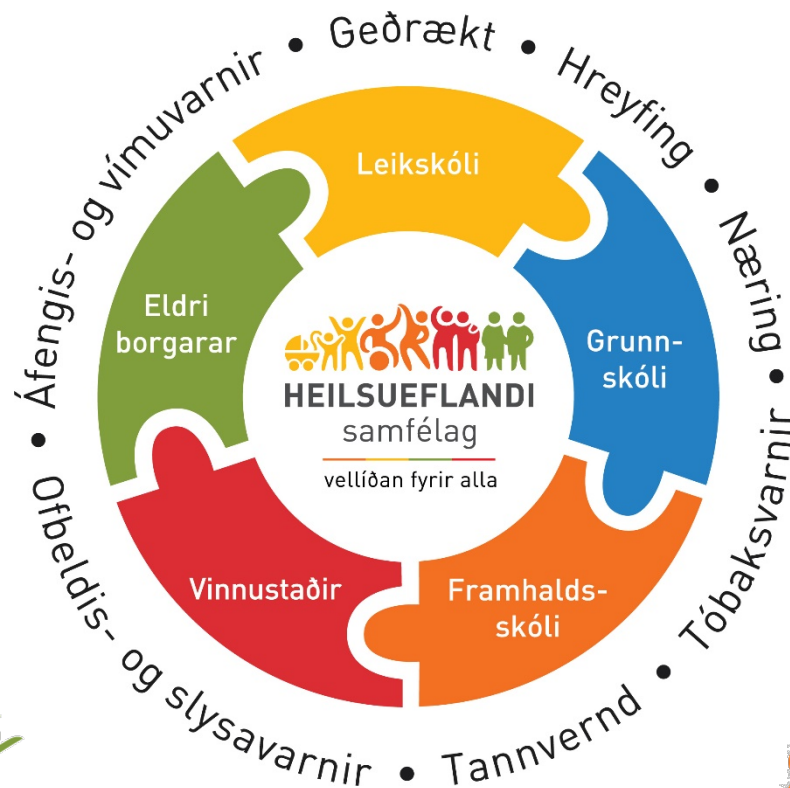 Geðrækt • Hreyfing • Næring • Tóbaksvarnir • Tannvernd • Ofbeldis- og slysavarnir • Áfengis- og vímuvarnir •
Leikskóli
Grunn-
skóli
Framhalds-
skóli
Vinnustaðir
Eldri
borgarar
HEILSUEFLANDI
samfélag
vellíðan fyrir alla